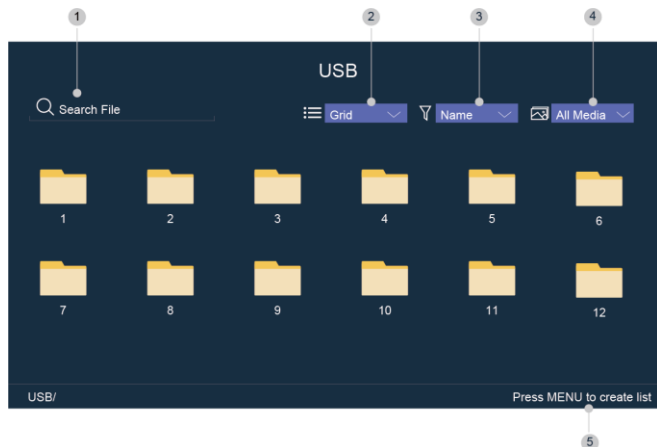 1 2 3 4
USB
Search File Grid Name All Media
1 2 3 4 5 6
7 8 9 10 11 12
USB/ Press MENU to create list
5